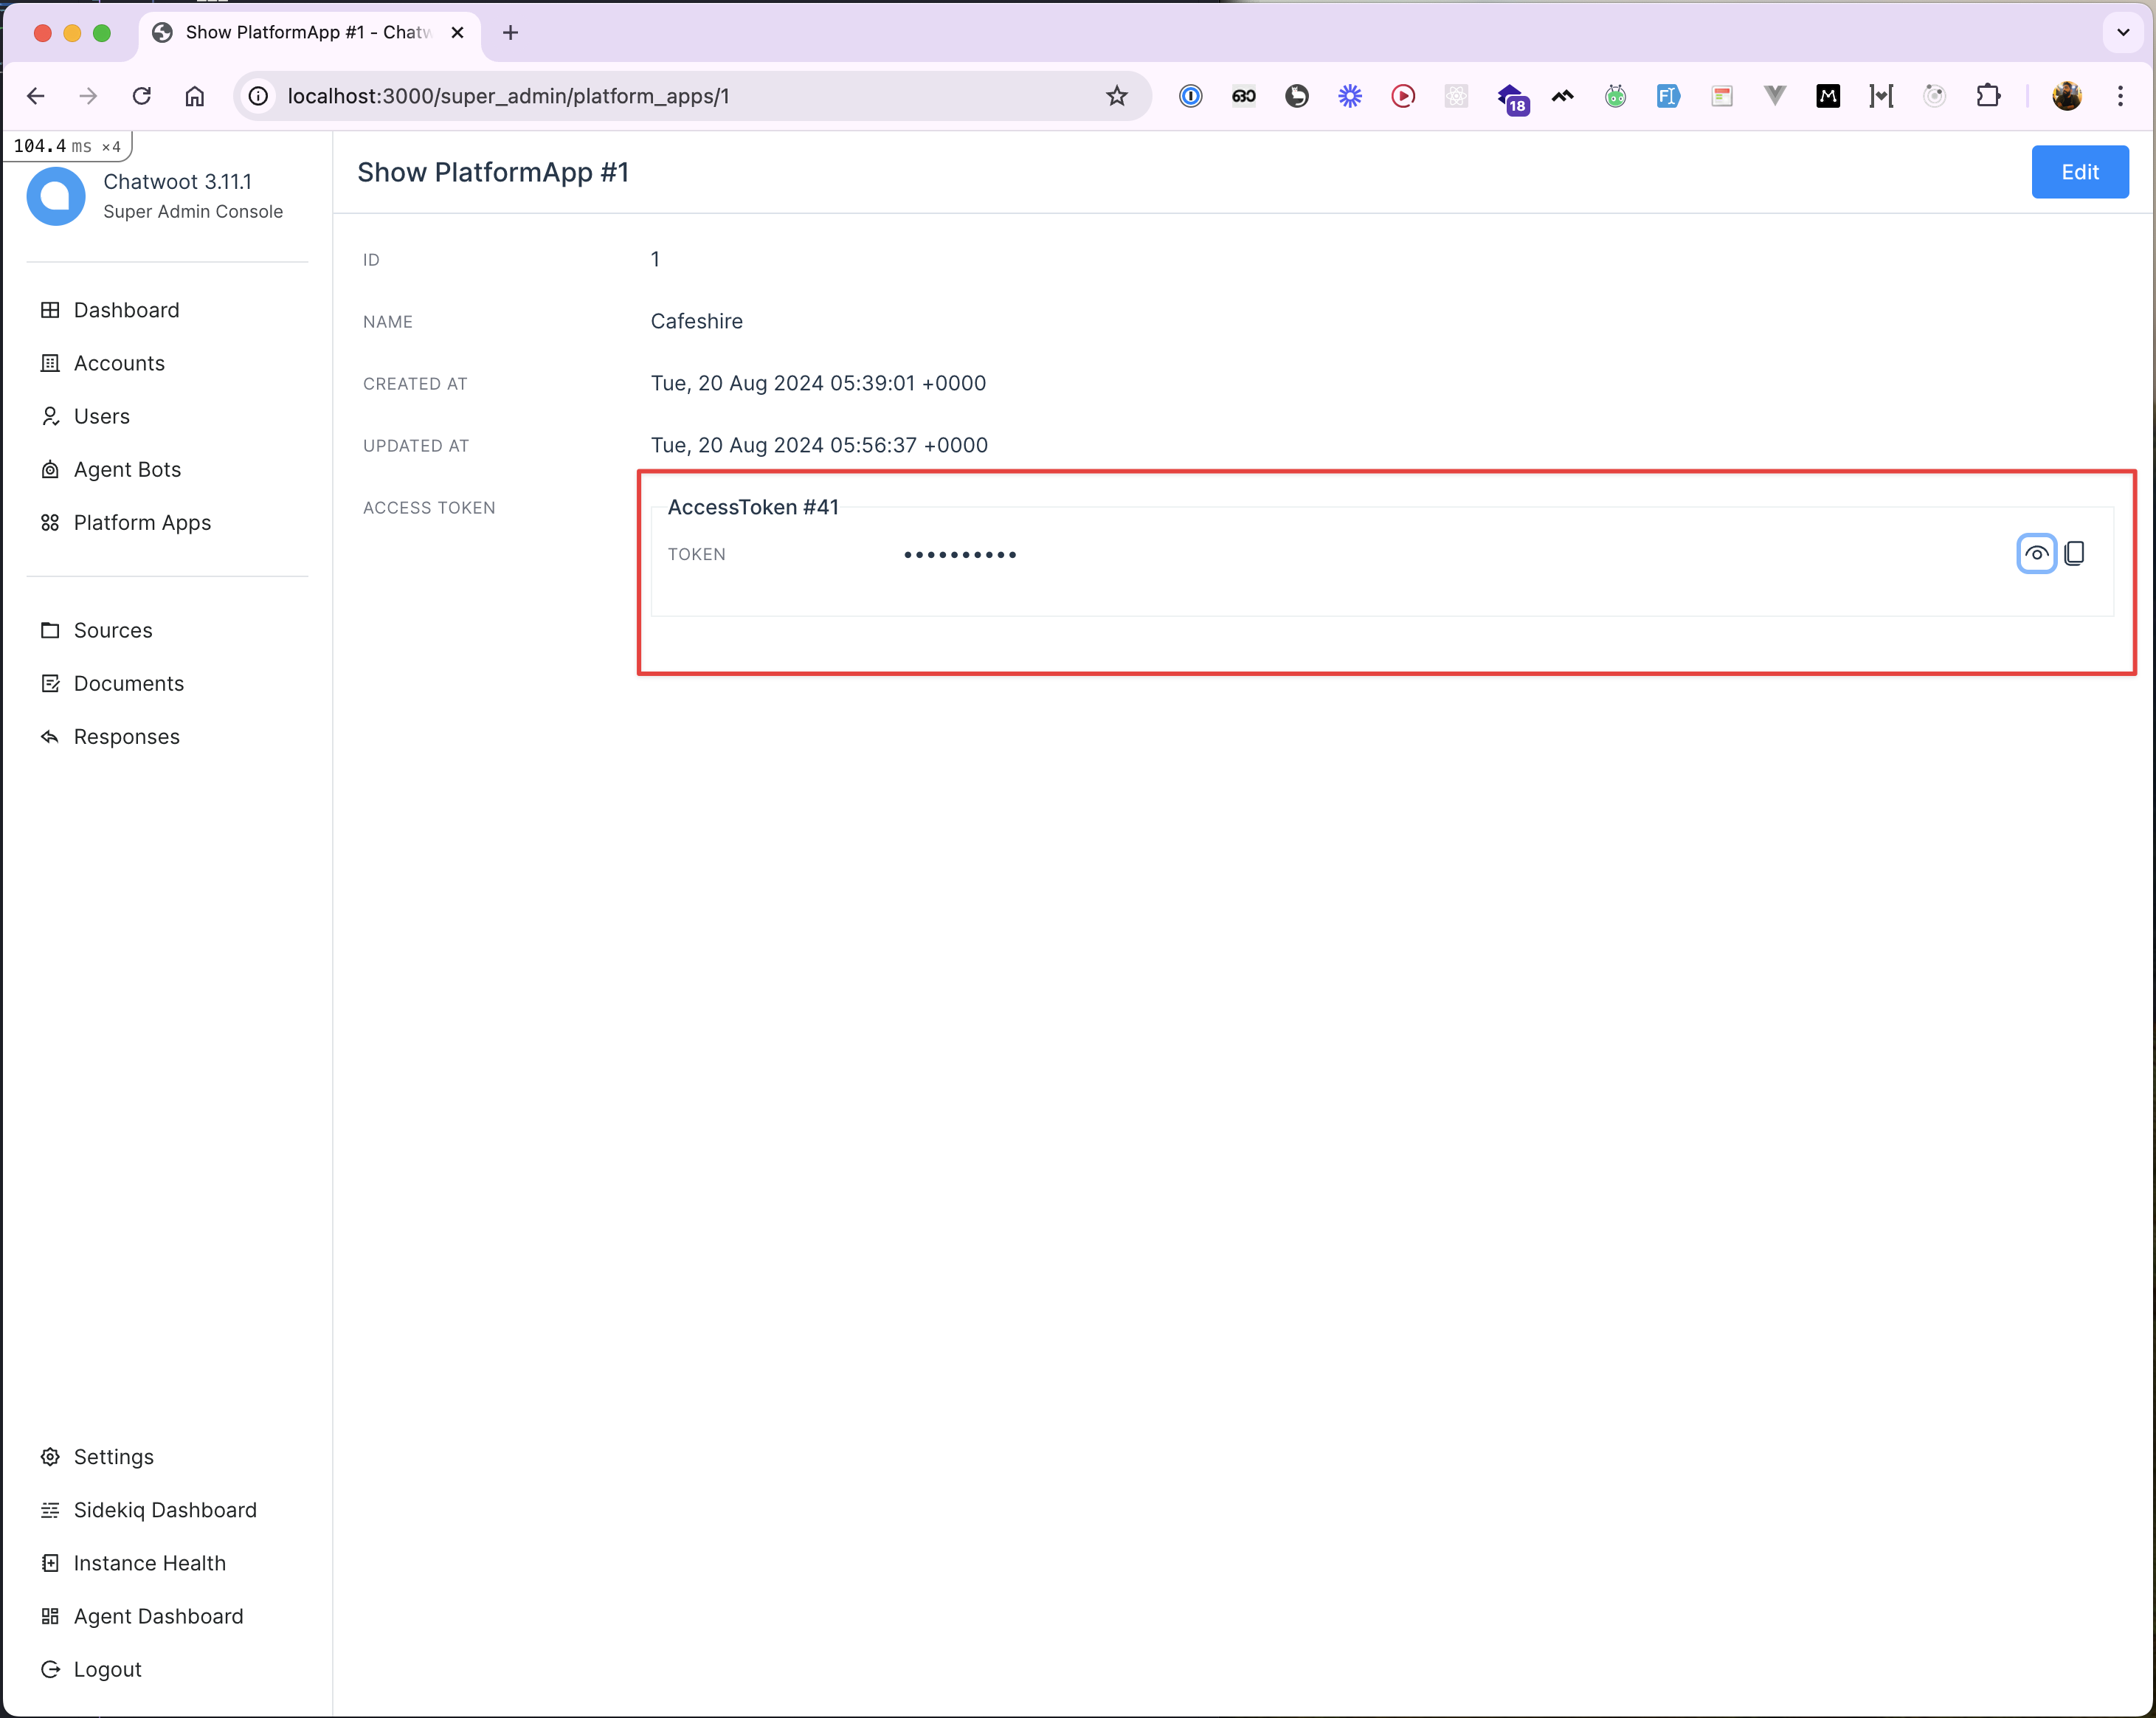 Show PlatformApp #1 - Chatw
localhost:3000/super_admin/platform_apps/1
18
104.4 ms ×4
Chatwoot 3.11.1
Super Admin Console
Dashboard
Accounts
Users
Agent Bots
Platform Apps
Sources
Documents
Responses
Settings
Sidekiq Dashboard
Instance Health
Agent Dashboard
Logout
Show PlatformApp #1
Edit
ID 1
NAME Cafeshire
CREATED AT Tue, 20 Aug 2024 05:39:01 +0000
UPDATED AT Tue, 20 Aug 2024 05:56:37 +0000
ACCESS TOKEN AccessToken #41
TOKEN ••••••••••